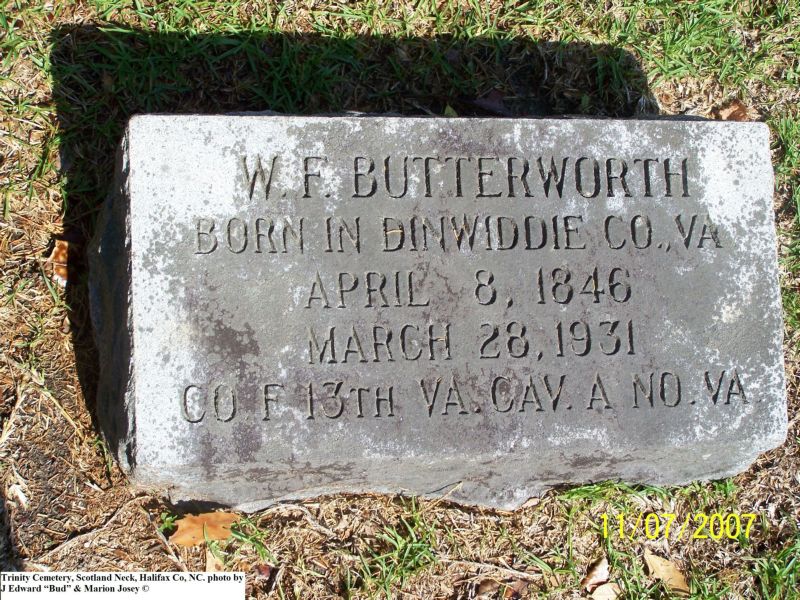 W. F. BUTTERWORTH
BORN IN DINWIDDIE CO., VA
APRIL 8, 1846
MARCH 28, 1931
CO F 13TH VA. CAV. A NO. VA.
11/07/2007
Trinity Cemetery, Scotland Neck, Halifax Co, NC. photo by
J Edward “Bud” & Marion Josey ©